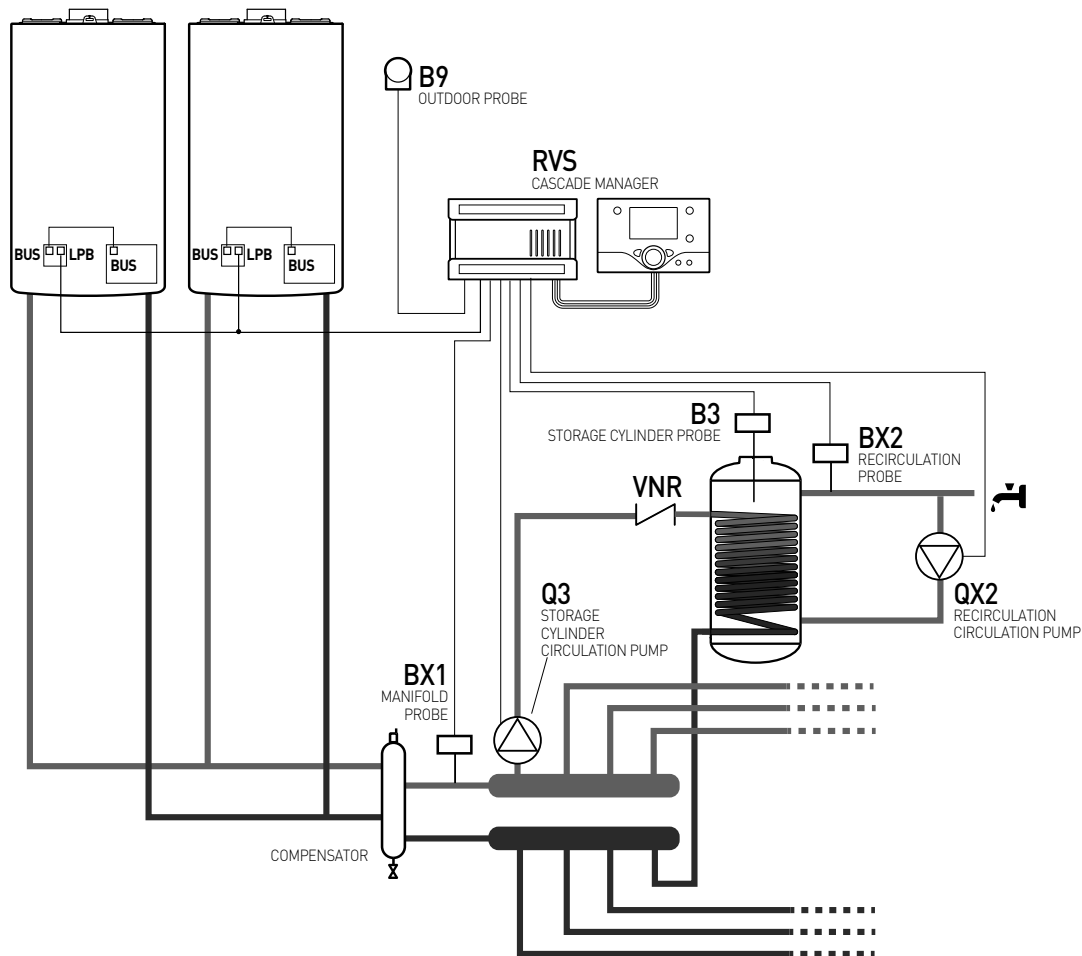 B9
OUTDOOR PROBE
RVS
CASCADE MANAGER
BUS LPB
BUS
BUS LPB
BUS
B3
STORAGE CYLINDER PROBE
BX2
RECIRCULATION
PROBE
VNR
Q3
STORAGE
CYLINDER
CIRCULATION PUMP
QX2
RECIRCULATION
CIRCULATION PUMP
BX1
MANIFOLD
PROBE
COMPENSATOR